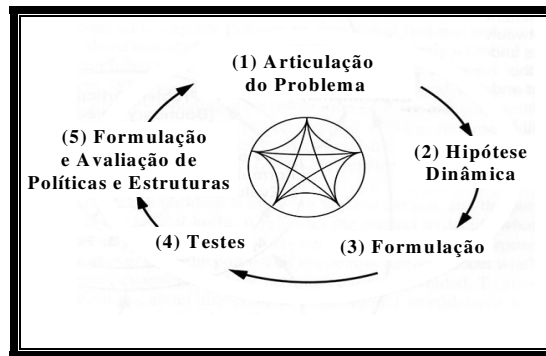 (1) Articulação
do Problema
(2) Hipótese
Dinâmica
(3) Formulação
(4) Testes
(5) Formulação
e Avaliação de
Políticas e Estruturas